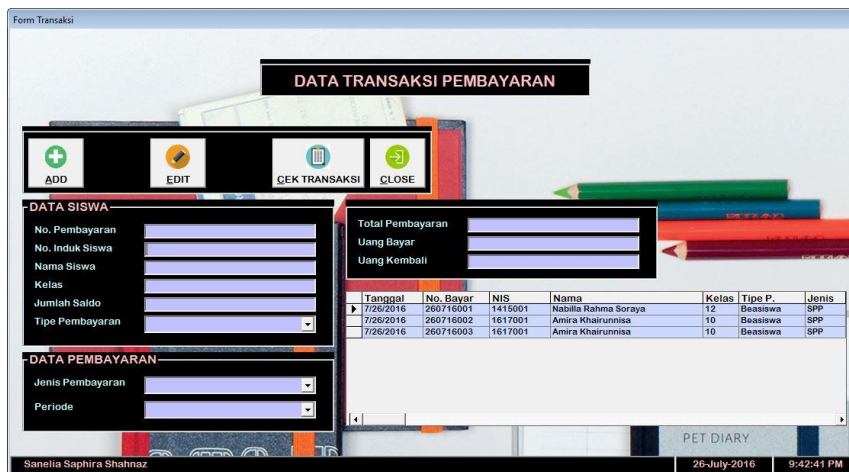 Form Transaksi
DATA TRANSAKSI PEMBAYARAN
ADD EDIT CEK TRANSAKSI CLOSE
DATA SISWA
No. Pembayaran
No. Induk Siswa
Nama Siswa
Kelas
Jumlah Saldo
Tipe Pembayaran
Total Pembayaran
Uang Bayar
Uang Kembali
Tanggal No. Bayar NIS Nama Kelas Tipe P. Jenis
7/26/2016 260716001 1415001 Nabilla Rahma Soraya 12 Beasiswa SPP
7/26/2016 260716002 1617001 Amira Khairunnisa 10 Beasiswa SPP
7/26/2016 260716003 1617001 Amira Khairunnisa 10 Beasiswa SPP
DATA PEMBAYARAN
Jenis Pembayaran
Periode
PET DIARY
Sanelia Saphira Shahnaz 26-July-2016 9:42:41 PM